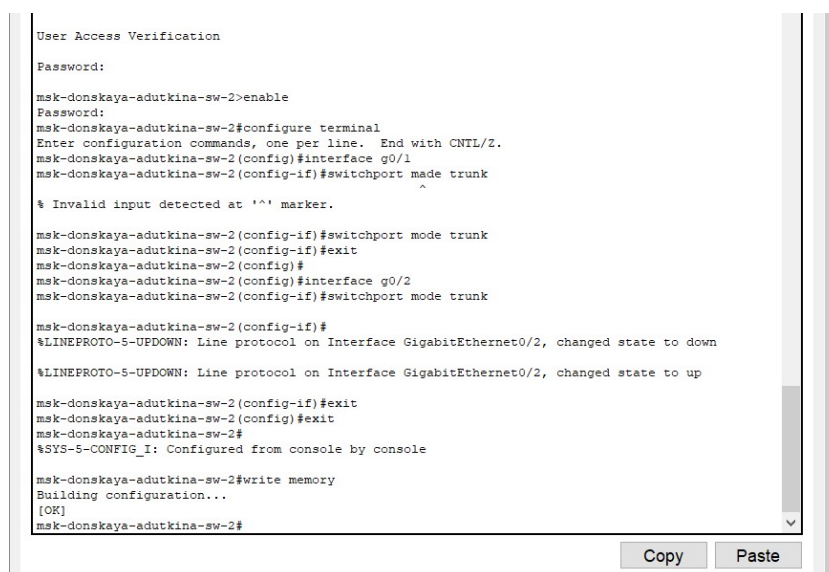 User Access Verification
Password:
msk-donskaya-adutkina-sw-2>enable
Password:
msk-donskaya-adutkina-sw-2#configure terminal
Enter configuration commands, one per line.  End with CNTL/Z.
msk-donskaya-adutkina-sw-2(config)#interface g0/1
msk-donskaya-adutkina-sw-2(config-if)#switchport made trunk
^
% Invalid input detected at '^' marker.
msk-donskaya-adutkina-sw-2(config-if)#switchport mode trunk
msk-donskaya-adutkina-sw-2(config-if)#exit
msk-donskaya-adutkina-sw-2(config)#
msk-donskaya-adutkina-sw-2(config)#interface g0/2
msk-donskaya-adutkina-sw-2(config-if)#switchport mode trunk
msk-donskaya-adutkina-sw-2(config-if)#
%LINEPROTO-5-UPDOWN: Line protocol on Interface GigabitEthernet0/2, changed state to down
%LINEPROTO-5-UPDOWN: Line protocol on Interface GigabitEthernet0/2, changed state to up
msk-donskaya-adutkina-sw-2(config-if)#exit
msk-donskaya-adutkina-sw-2(config)#exit
msk-donskaya-adutkina-sw-2#
%SYS-5-CONFIG_I: Configured from console by console
msk-donskaya-adutkina-sw-2#write memory
Building configuration...
[OK]
msk-donskaya-adutkina-sw-2#
Copy Paste